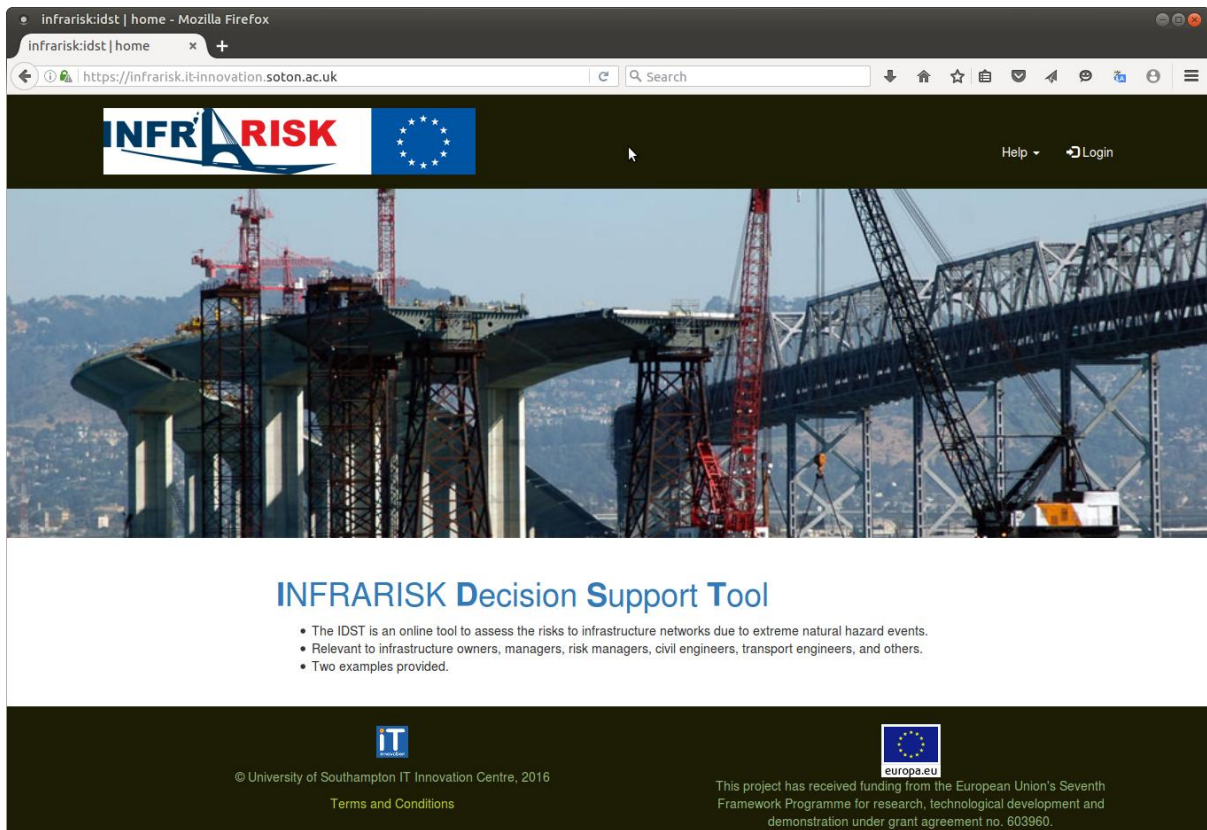 infrarisk:idst | home - Mozilla Firefox
infrarisk:idst | home × +
https://infrarisk.it-innovation.soton.ac.uk Search
INFRARISK
Help Login
INFRARISK Decision Support Tool
The IDST is an online tool to assess the risks to infrastructure networks due to extreme natural hazard events.
Relevant to infrastructure owners, managers, risk managers, civil engineers, transport engineers, and others.
Two examples provided.
iT
innovation
© University of Southampton IT Innovation Centre, 2016
Terms and Conditions
europa.eu
This project has received funding from the European Union's Seventh
Framework Programme for research, technological development and
demonstration under grant agreement no. 603960.